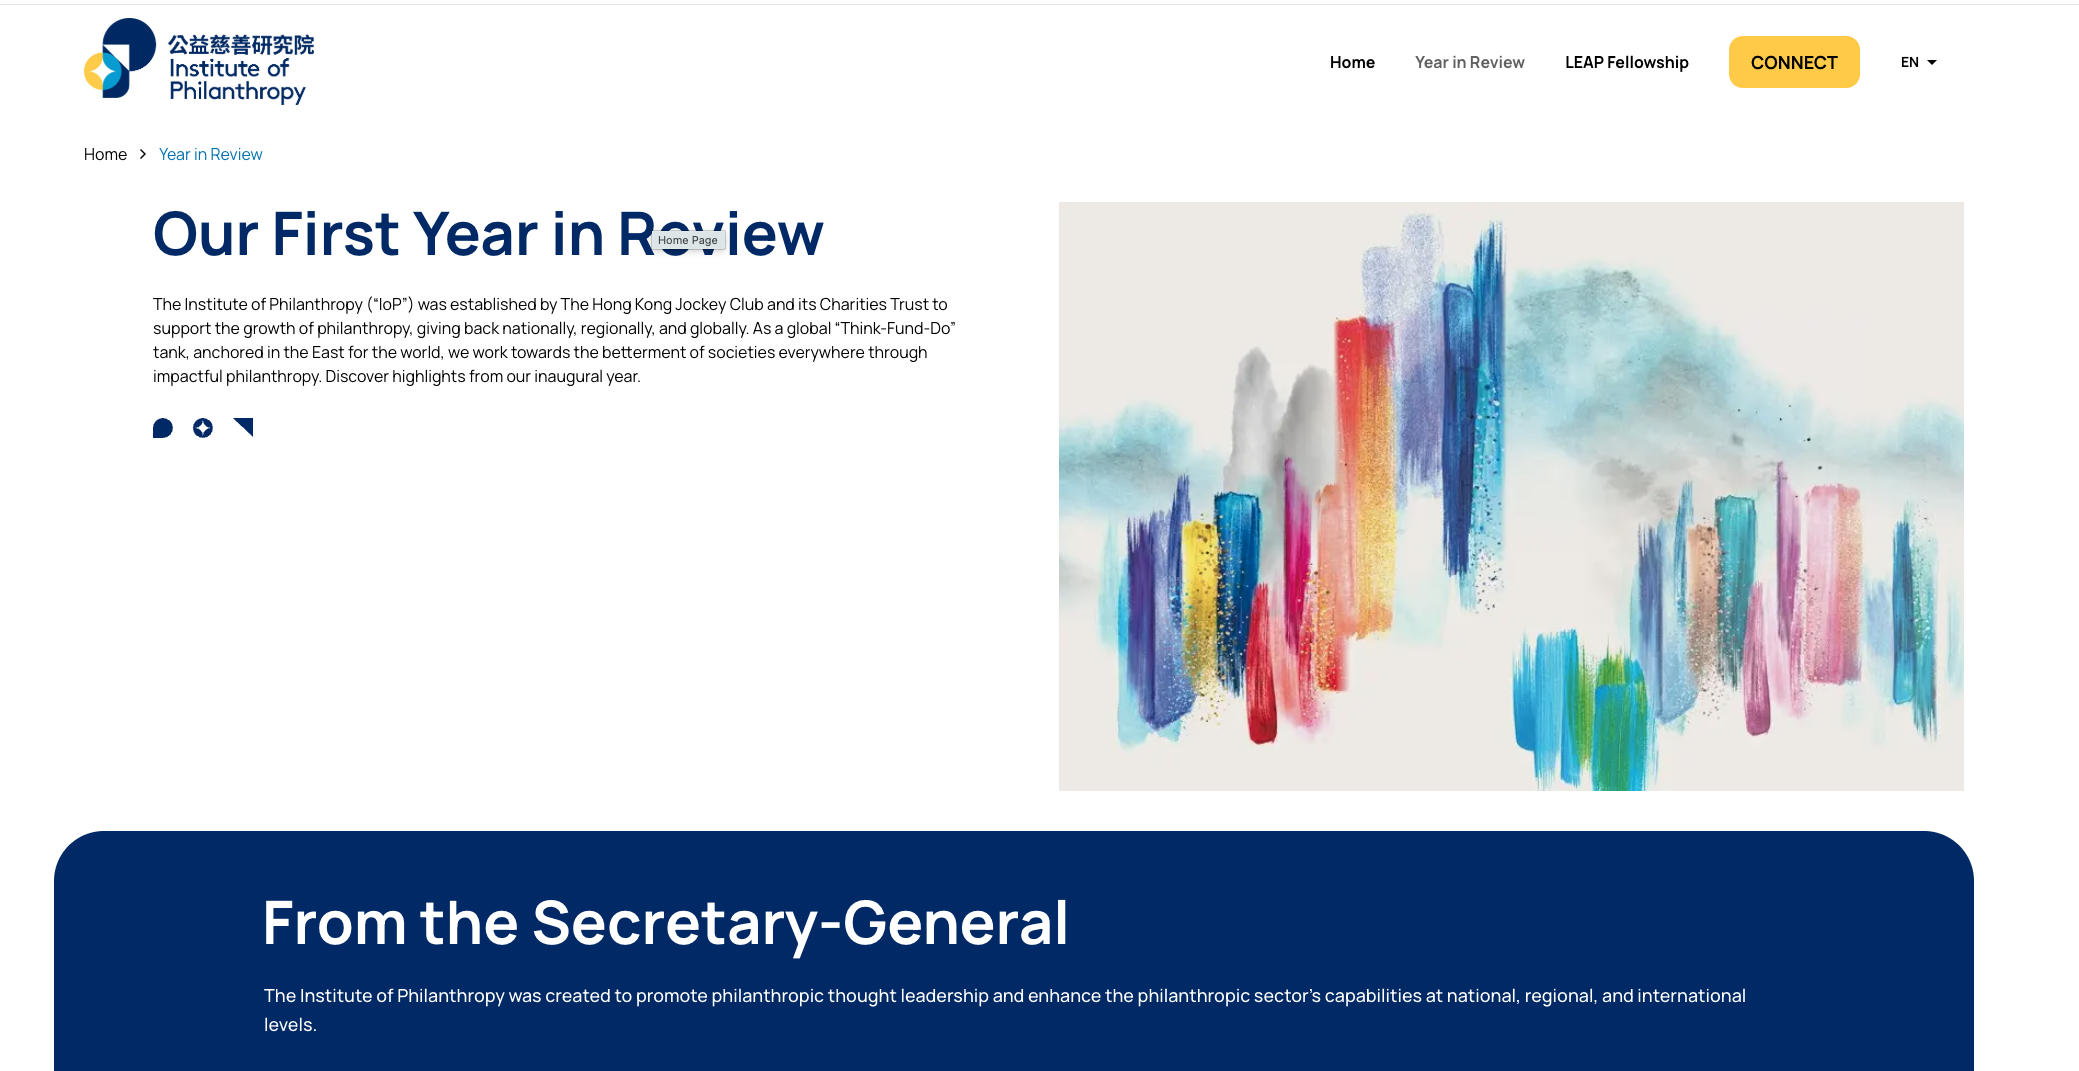 公益慈善研究院
Institute of
Philanthropy
Home
Year in Review
LEAP Fellowship
CONNECT
EN
Home
Year in Review
Our First Year in Review
Home Page
The Institute of Philanthropy (“IoP”) was established by The Hong Kong Jockey Club and its Charities Trust to
support the growth of philanthropy, giving back nationally, regionally, and globally. As a global “Think-Fund-Do”
tank, anchored in the East for the world, we work towards the betterment of societies everywhere through
impactful philanthropy. Discover highlights from our inaugural year.
From the Secretary-General
The Institute of Philanthropy was created to promote philanthropic thought leadership and enhance the philanthropic sector’s capabilities at national, regional, and international
levels.